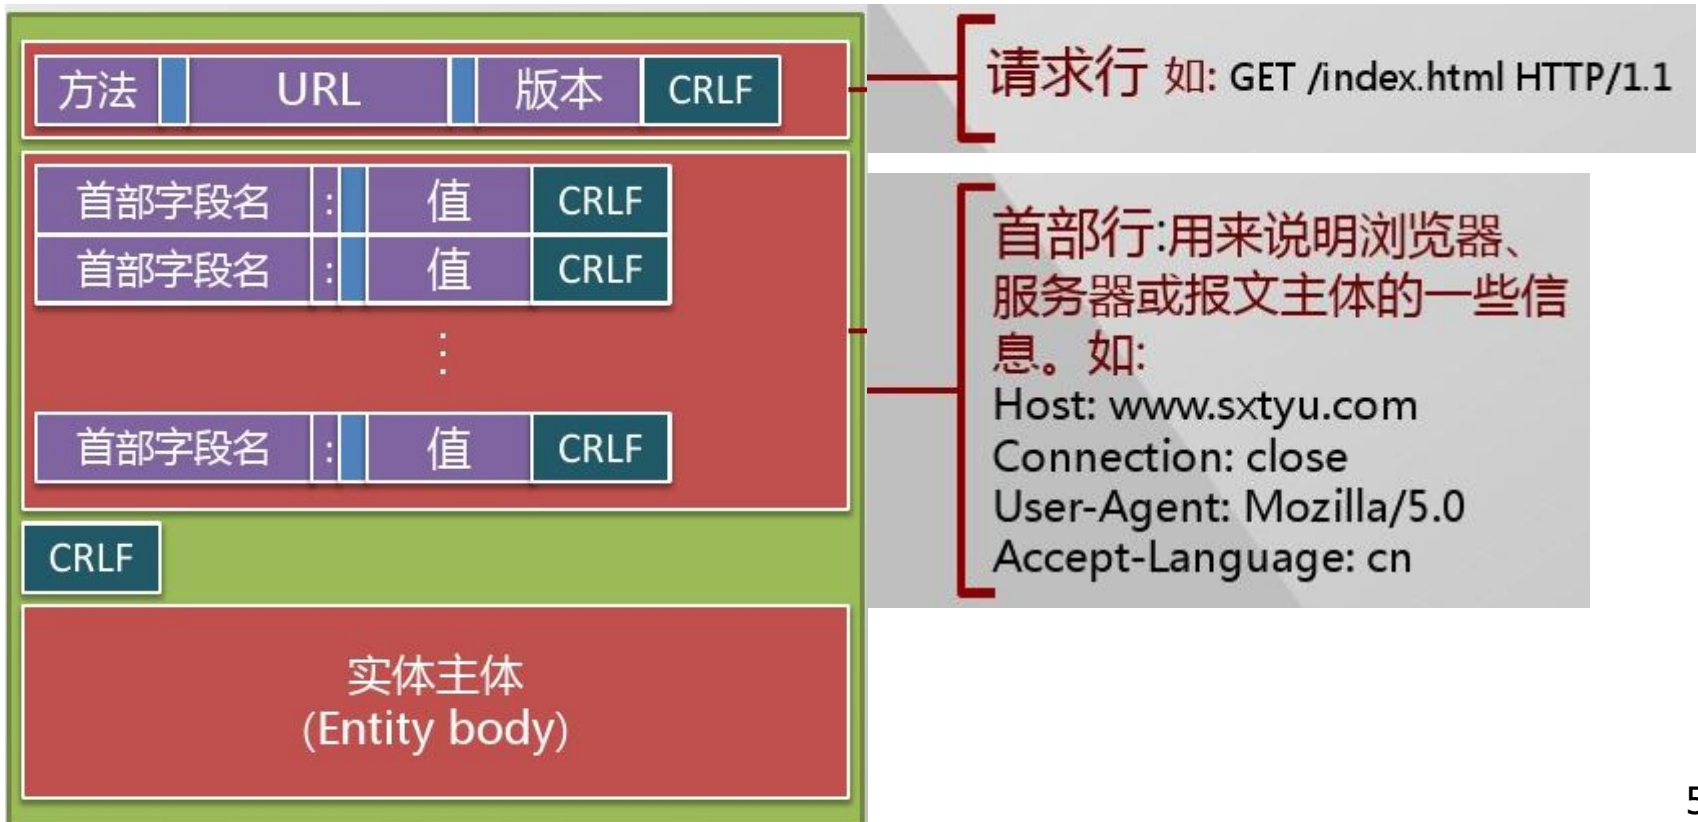 方法 URL 版本 CRLF
请求行 如: GET /index.html HTTP/1.1
首部字段名 : 值 CRLF
首部字段名 : 值 CRLF
⋮
首部字段名 : 值 CRLF
首部行:用来说明浏览器、
服务器或报文主体的一些信
息。如:
Host: www.sxtyu.com
Connection: close
User-Agent: Mozilla/5.0
Accept-Language: cn
CRLF
实体主体
(Entity body)
5